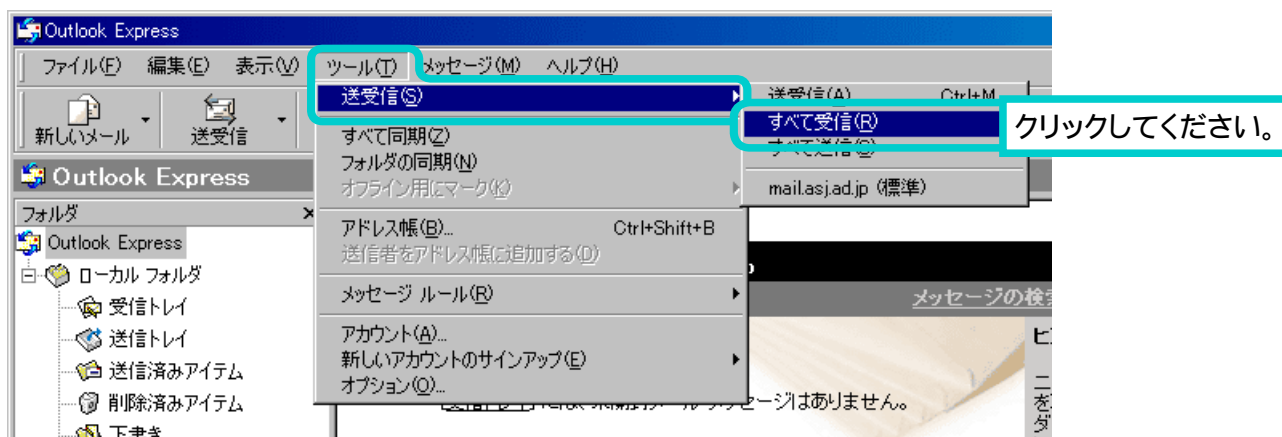 Outlook Express
ファイル(F) 編集(E) 表示(V) ツール(T) メッセージ(M) ヘルプ(H)
新しいメール 送受信
送受信(S)
送受信(A) Ctrl+M
すべて受信(R)
すべて送信(S)
mail.asj.ad.jp (標準)
クリックしてください。
すべて同期(Z)
フォルダの同期(N)
オフライン用にマーク(K)
アドレス帳(B)... Ctrl+Shift+B
送信者をアドレス帳に追加する(D)
メッセージ ルール(R)
アカウント(A)...
新しいアカウントのサインアップ(E)
オプション(O)...
Outlook Express
フォルダ ×
Outlook Express
ローカル フォルダ
受信トレイ
送信トレイ
送信済みアイテム
削除済みアイテム
下書き
メッセージの検
ージはありません。